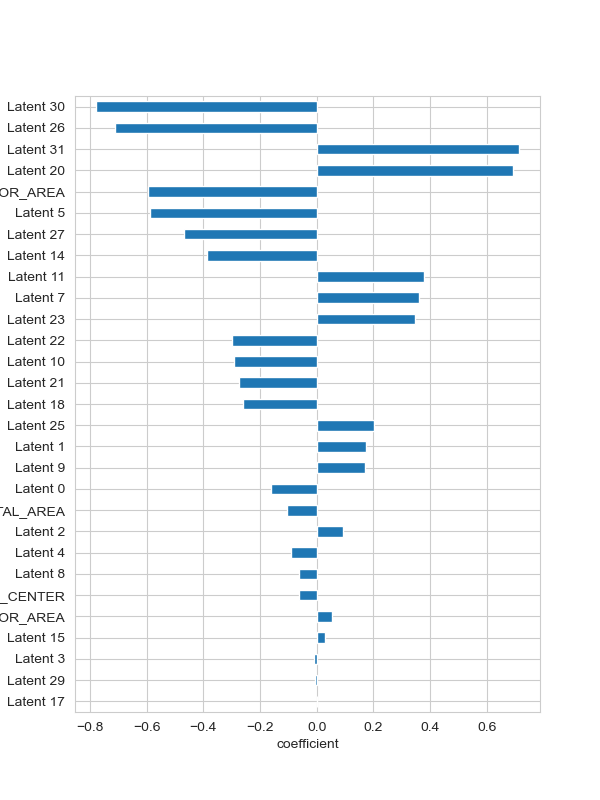 Latent 30
Latent 26
Latent 31
Latent 20
OR_AREA
Latent 5
Latent 27
Latent 14
Latent 11
Latent 7
Latent 23
Latent 22
Latent 10
Latent 21
Latent 18
Latent 25
Latent 1
Latent 9
Latent 0
TAL_AREA
Latent 2
Latent 4
Latent 8
_CENTER
OR_AREA
Latent 15
Latent 3
Latent 29
Latent 17
−0.8 −0.6 −0.4 −0.2 0.0 0.2 0.4 0.6
coefficient